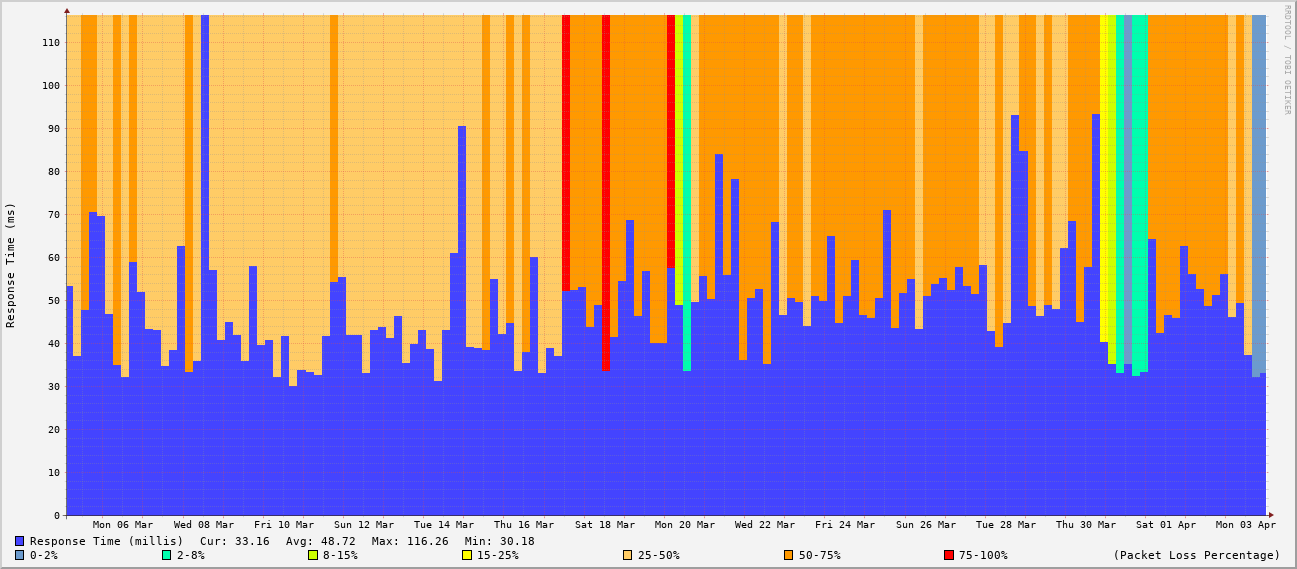 RRDTOOL / TOBI OETIKER
Response Time (ms)
110
100
90
80
70
60
50
40
30
20
10
0
Mon 06 Mar Wed 08 Mar Fri 10 Mar Sun 12 Mar Tue 14 Mar Thu 16 Mar Sat 18 Mar Mon 20 Mar Wed 22 Mar Fri 24 Mar Sun 26 Mar Tue 28 Mar Thu 30 Mar Sat 01 Apr Mon 03 Apr
Response Time (millis) Cur: 33.16 Avg: 48.72 Max: 116.26 Min: 30.18
0-2% 2-8% 8-15% 15-25% 25-50% 50-75% 75-100% (Packet Loss Percentage)